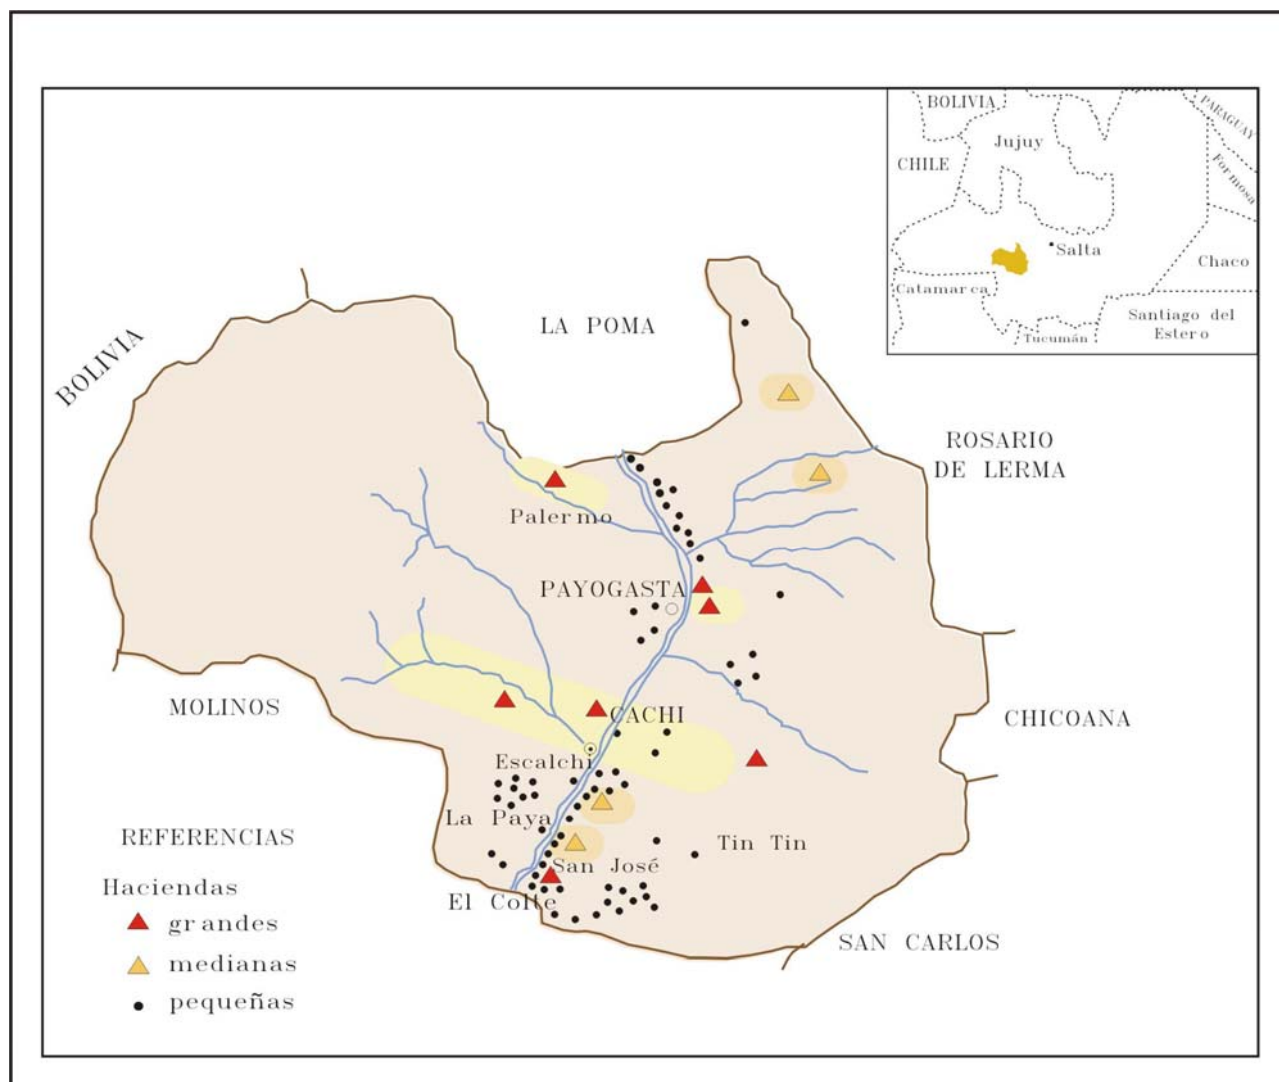 BOLIVIA
PARAGUAY
Jujuy
CHILE
Formosa
Salta
Chaco
Catamarca
Santiago del
Estero
Tucumán
LA POMA
BOLIVIA
ROSARIO
DE LERMA
Palermo
PAYOGASTA
MOLINOS
CACHI
CHICOANA
Escalchi
La Paya
REFERENCIAS
Tin Tin
San José
Haciendas
El Colte
grandes
SAN CARLOS
medianas
pequeñas